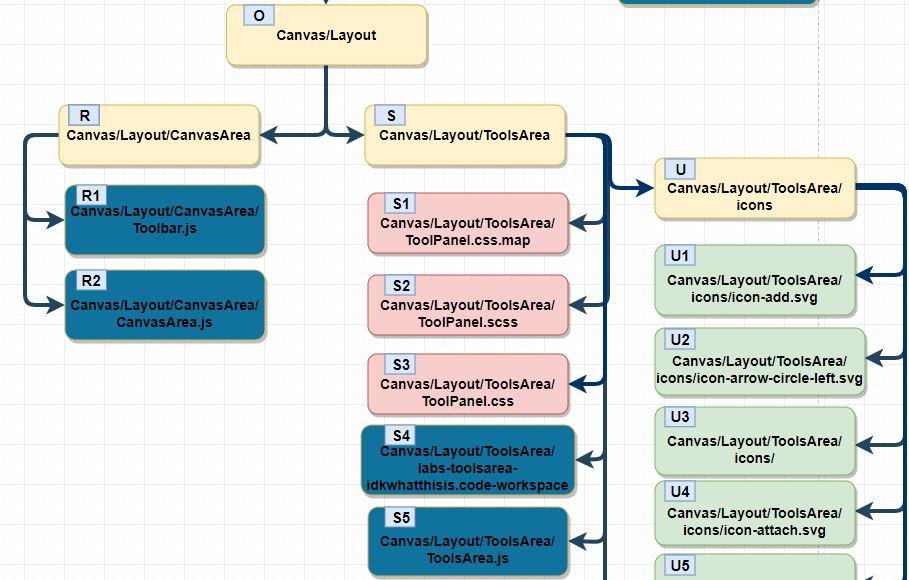 O
Canvas/Layout
R
Canvas/Layout/CanvasArea
S
Canvas/Layout/ToolsArea
R1
Canvas/Layout/CanvasArea/
Toolbar.js
R2
Canvas/Layout/CanvasArea/
CanvasArea.js
S1
Canvas/Layout/ToolsArea/
ToolPanel.css.map
S2
Canvas/Layout/ToolsArea/
ToolPanel.scss
S3
Canvas/Layout/ToolsArea/
ToolPanel.css
S4
Canvas/Layout/ToolsArea/
labs-toolsarea-
idkwhatthisis.code-workspace
S5
Canvas/Layout/ToolsArea/
ToolsArea.js
U
Canvas/Layout/ToolsArea/
icons
U1
Canvas/Layout/ToolsArea/
icons/icon-add.svg
U2
Canvas/Layout/ToolsArea/
icons/icon-arrow-circle-left.svg
U3
Canvas/Layout/ToolsArea/
icons/
U4
Canvas/Layout/ToolsArea/
icons/icon-attach.svg
U5